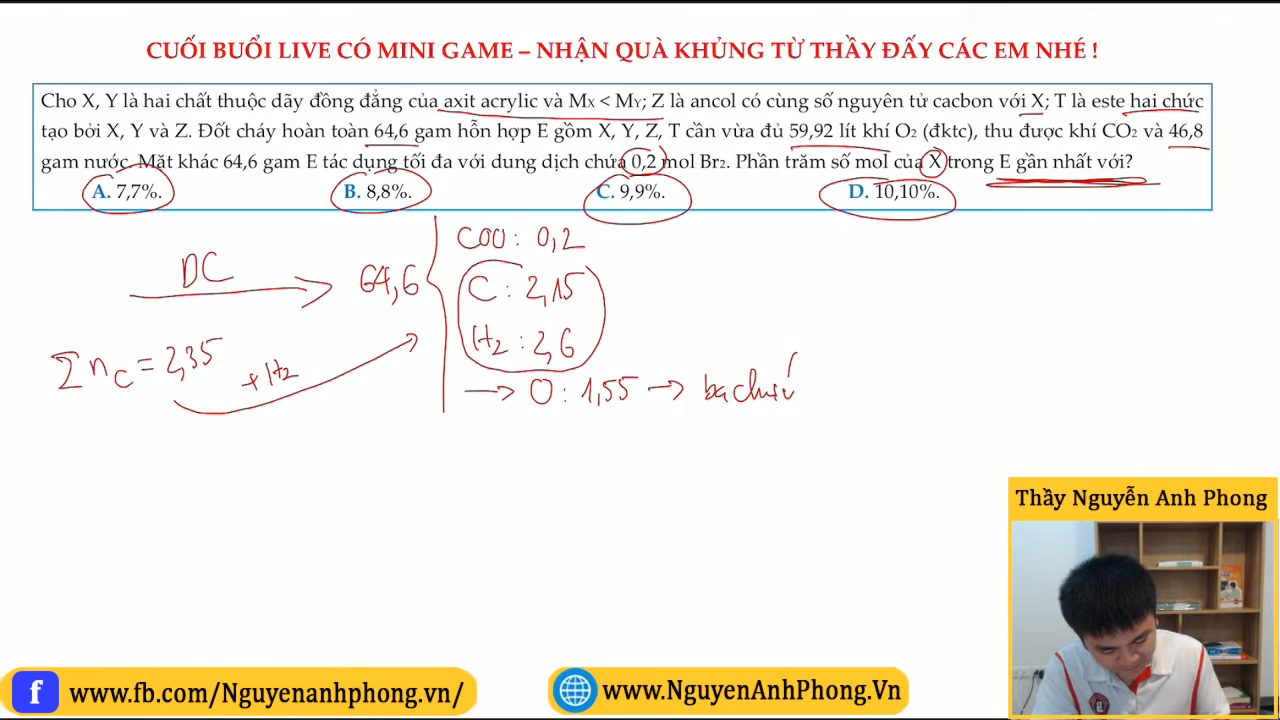 CUỐI BUỔI LIVE CÓ MINI GAME – NHẬN QUÀ KHỦNG TỪ THẦY ĐẤY CÁC EM NHÉ !
Cho X, Y là hai chất thuộc dãy đồng đẳng của axit acrylic và Mx < MY; Z là ancol có cùng số nguyên tử cacbon với X; T là este hai chức
tạo bởi X, Y và Z. Đốt cháy hoàn toàn 64,6 gam hỗn hợp E gồm X, Y, Z, T cần vừa đủ 59,92 lít khí O2 (đktc), thu được khí CO2 và 46,8
gam nước. Mặt khác 64,6 gam E tác dụng tối đa với dung dịch chứa 0,2 mol Br2. Phần trăm số mol của X trong E gần nhất với?
A. 7,7%. B. 8,8%. C. 9,9%. D. 10,10%.
ĐC
64,6
COO : 0,2
C : 2,15
H2 : 2,6
→ O : 1,55 →
Σ nC = 2,35
+ H2
Thầy Nguyễn Anh Phong
f www.fb.com/Nguyenanhphong.vn/
www.NguyenAnhPhong.Vn